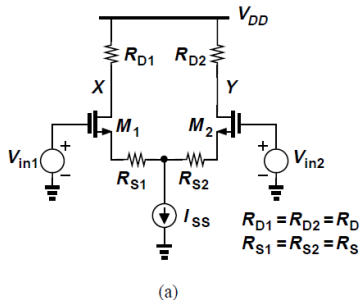 V_DD
R_D1
R_D2
X
Y
M_1
M_2
V_in1
+
−
R_S1
R_S2
+
−
V_in2
I_SS
R_D1 = R_D2 = R_D
R_S1 = R_S2 = R_S
(a)